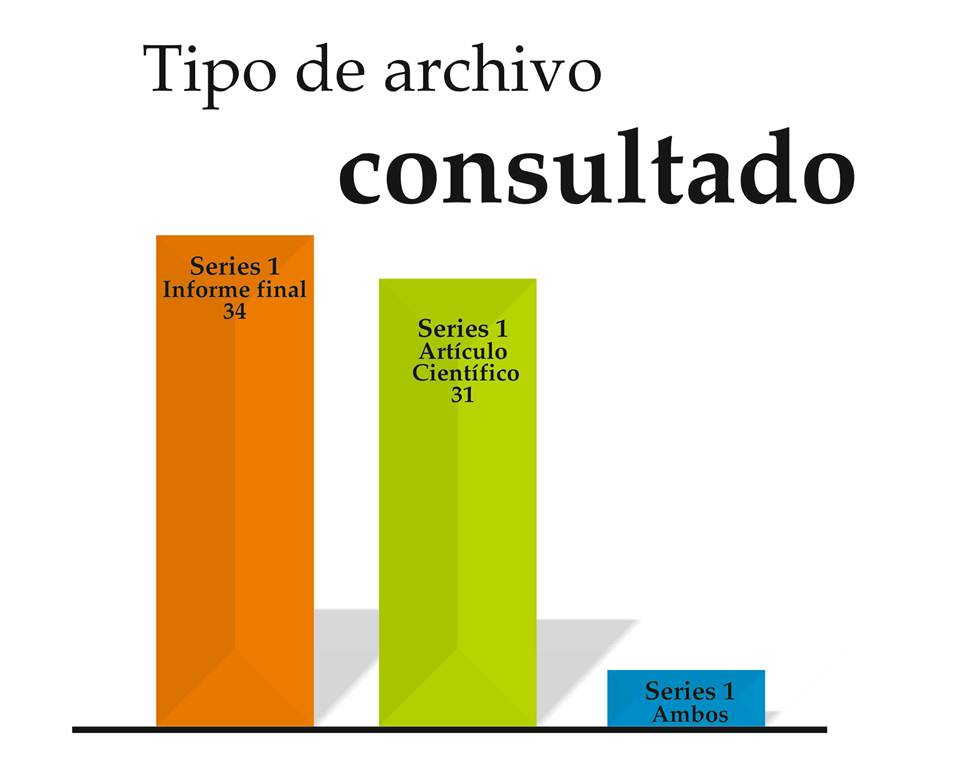 Tipo de archivo
consultado
Series 1
Informe final
34
Series 1
Artículo
Científico
31
Series 1
Ambos